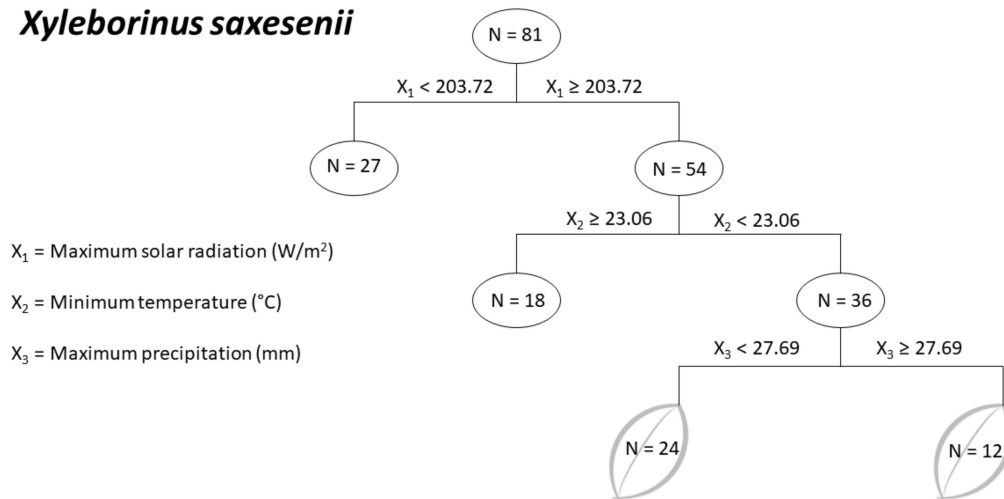 Xyleborinus saxesenii
N = 81
X₁ < 203.72
X₁ ≥ 203.72
N = 27
N = 54
X₂ ≥ 23.06
X₂ < 23.06
X₁ = Maximum solar radiation (W/m²)
X₂ = Minimum temperature (°C)
X₃ = Maximum precipitation (mm)
N = 18
N = 36
X₃ < 27.69
X₃ ≥ 27.69
N = 24
N = 12